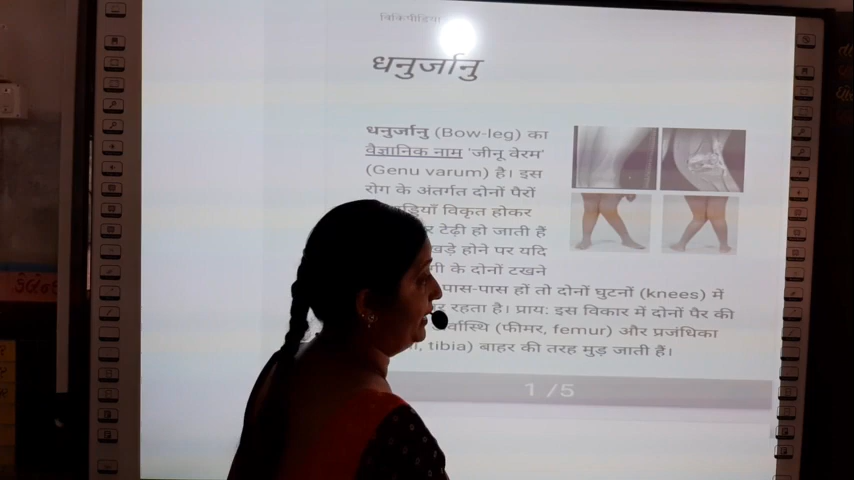 विकिपीडिया
धनुर्जानु
धनुर्जानु (Bow-leg) का
वैज्ञानिक नाम 'जीनू वेरम'
(Genu varum) है। इस
रोग के अंतर्गत दोनों पैरों
विकृत होकर
टेढ़ी हो जाती हैं
खड़े होने पर यदि
के दोनों टखने
पास-पास हों तो दोनों घुटनों (knees) में
रहता है। प्राय: इस विकार में दोनों पैर की
(फीमर, femur) और प्रजंघिका
tibia) बाहर की तरह मुड़ जाती हैं।
1 /5